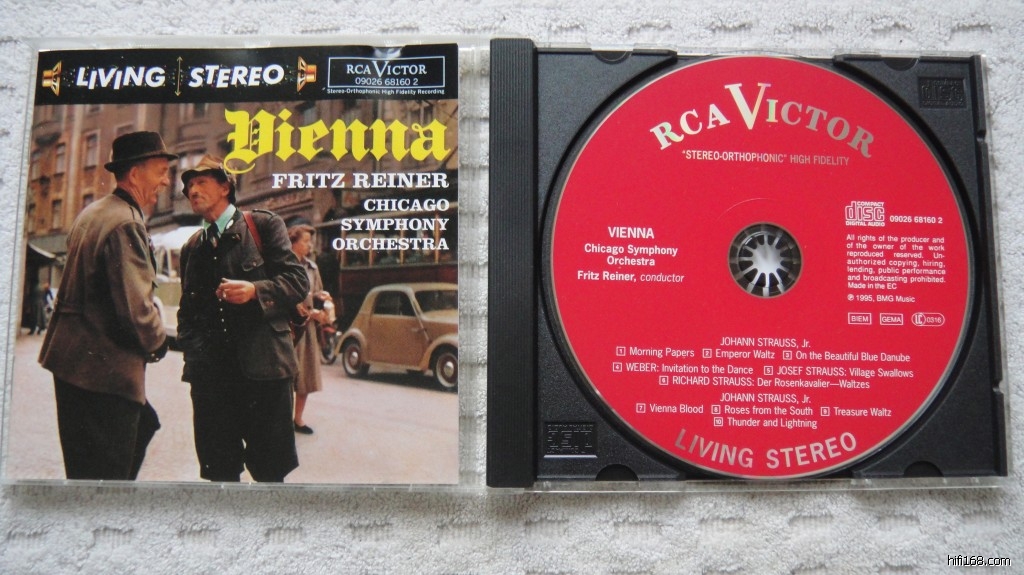 LIVING STEREO
RCA VICTOR
09026 68160 2
Stereo-Orthophonic High Fidelity Recording
Vienna
FRITZ REINER
CHICAGO
SYMPHONY
ORCHESTRA
RCA VICTOR
"STEREO-ORTHOPHONIC" HIGH FIDELITY
VIENNA
Chicago Symphony
Orchestra
Fritz Reiner, conductor
COMPACT
disc
DIGITAL AUDIO
09026 68160 2
All rights of the producer and
of the owner of the work
reproduced reserved. Un-
authorized copying, hiring,
lending, public performance
and broadcasting prohibited.
Made in the EC
℗ 1995, BMG Music
BIEM GEMA LC 0316
JOHANN STRAUSS, Jr.
1 Morning Papers 2 Emperor Waltz 3 On the Beautiful Blue Danube
4 WEBER: Invitation to the Dance 5 JOSEF STRAUSS: Village Swallows
6 RICHARD STRAUSS: Der Rosenkavalier—Waltzes
JOHANN STRAUSS, Jr.
7 Vienna Blood 8 Roses from the South 9 Treasure Waltz
10 Thunder and Lightning
LIVING STEREO
hifi168.com